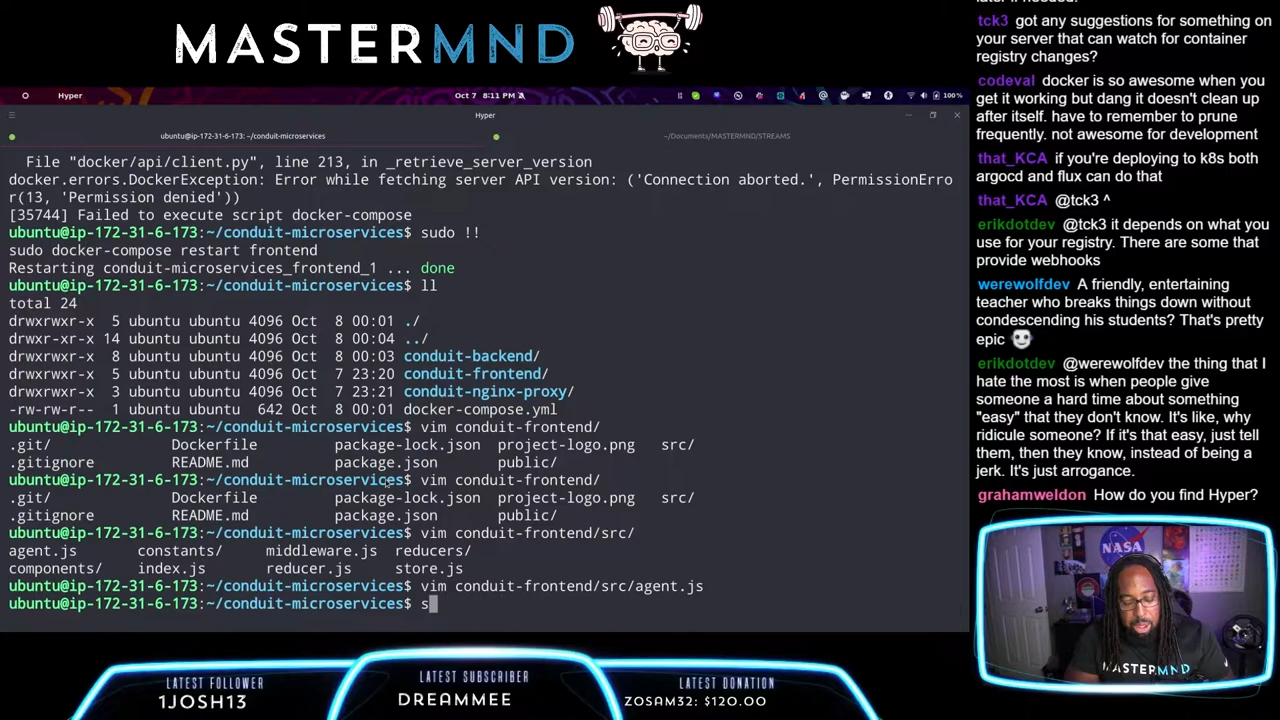 MASTERMND
Hyper
Oct 7 8:11 PM
100%
Hyper
ubuntu@ip-172-31-6-173: ~/conduit-microservices
~/Documents/MASTERMND/STREAMS
File "docker/api/client.py", line 213, in _retrieve_server_version
docker.errors.DockerException: Error while fetching server API version: ('Connection aborted.', PermissionErro
r(13, 'Permission denied'))
[35744] Failed to execute script docker-compose
ubuntu@ip-172-31-6-173:~/conduit-microservices$ sudo !!
sudo docker-compose restart frontend
Restarting conduit-microservices_frontend_1 ... done
ubuntu@ip-172-31-6-173:~/conduit-microservices$ ll
total 24
drwxrwxr-x  5 ubuntu ubuntu 4096 Oct  8 00:01 ./
drwxr-xr-x 14 ubuntu ubuntu 4096 Oct  8 00:04 ../
drwxrwxr-x  8 ubuntu ubuntu 4096 Oct  8 00:03 conduit-backend/
drwxrwxr-x  5 ubuntu ubuntu 4096 Oct  7 23:20 conduit-frontend/
drwxrwxr-x  3 ubuntu ubuntu 4096 Oct  7 23:21 conduit-nginx-proxy/
-rw-rw-r--  1 ubuntu ubuntu  642 Oct  8 00:01 docker-compose.yml
ubuntu@ip-172-31-6-173:~/conduit-microservices$ vim conduit-frontend/
.git/ Dockerfile package-lock.json project-logo.png src/
.gitignore README.md package.json public/
ubuntu@ip-172-31-6-173:~/conduit-microservices$ vim conduit-frontend/
.git/ Dockerfile package-lock.json project-logo.png src/
.gitignore README.md package.json public/
ubuntu@ip-172-31-6-173:~/conduit-microservices$ vim conduit-frontend/src/
agent.js constants/ middleware.js reducers/
components/ index.js reducer.js store.js
ubuntu@ip-172-31-6-173:~/conduit-microservices$ vim conduit-frontend/src/agent.js
ubuntu@ip-172-31-6-173:~/conduit-microservices$ s
tck3 got any suggestions for something on
your server that can watch for container
registry changes?
codeval docker is so awesome when you
get it working but dang it doesn't clean up
after itself. have to remember to prune
frequently. not awesome for development
that_KCA if you're deploying to k8s both
argocd and flux can do that
that_KCA @tck3 ^
erikdotdev @tck3 it depends on what you
use for your registry. There are some that
provide webhooks
werewolfdev A friendly, entertaining
teacher who breaks things down without
condescending his students? That's pretty
epic
erikdotdev @werewolfdev the thing that I
hate the most is when people give
someone a hard time about something
"easy" that they don't know. It's like, why
ridicule someone? If it's that easy, just tell
them, then they know, instead of being a
jerk. It's just arrogance.
grahamweldon How do you find Hyper?
NASA
MASTERMND
LATEST FOLLOWER
1JOSH13
LATEST SUBSCRIBER
DREAMMEE
LATEST DONATION
ZOSAM32: $120.00